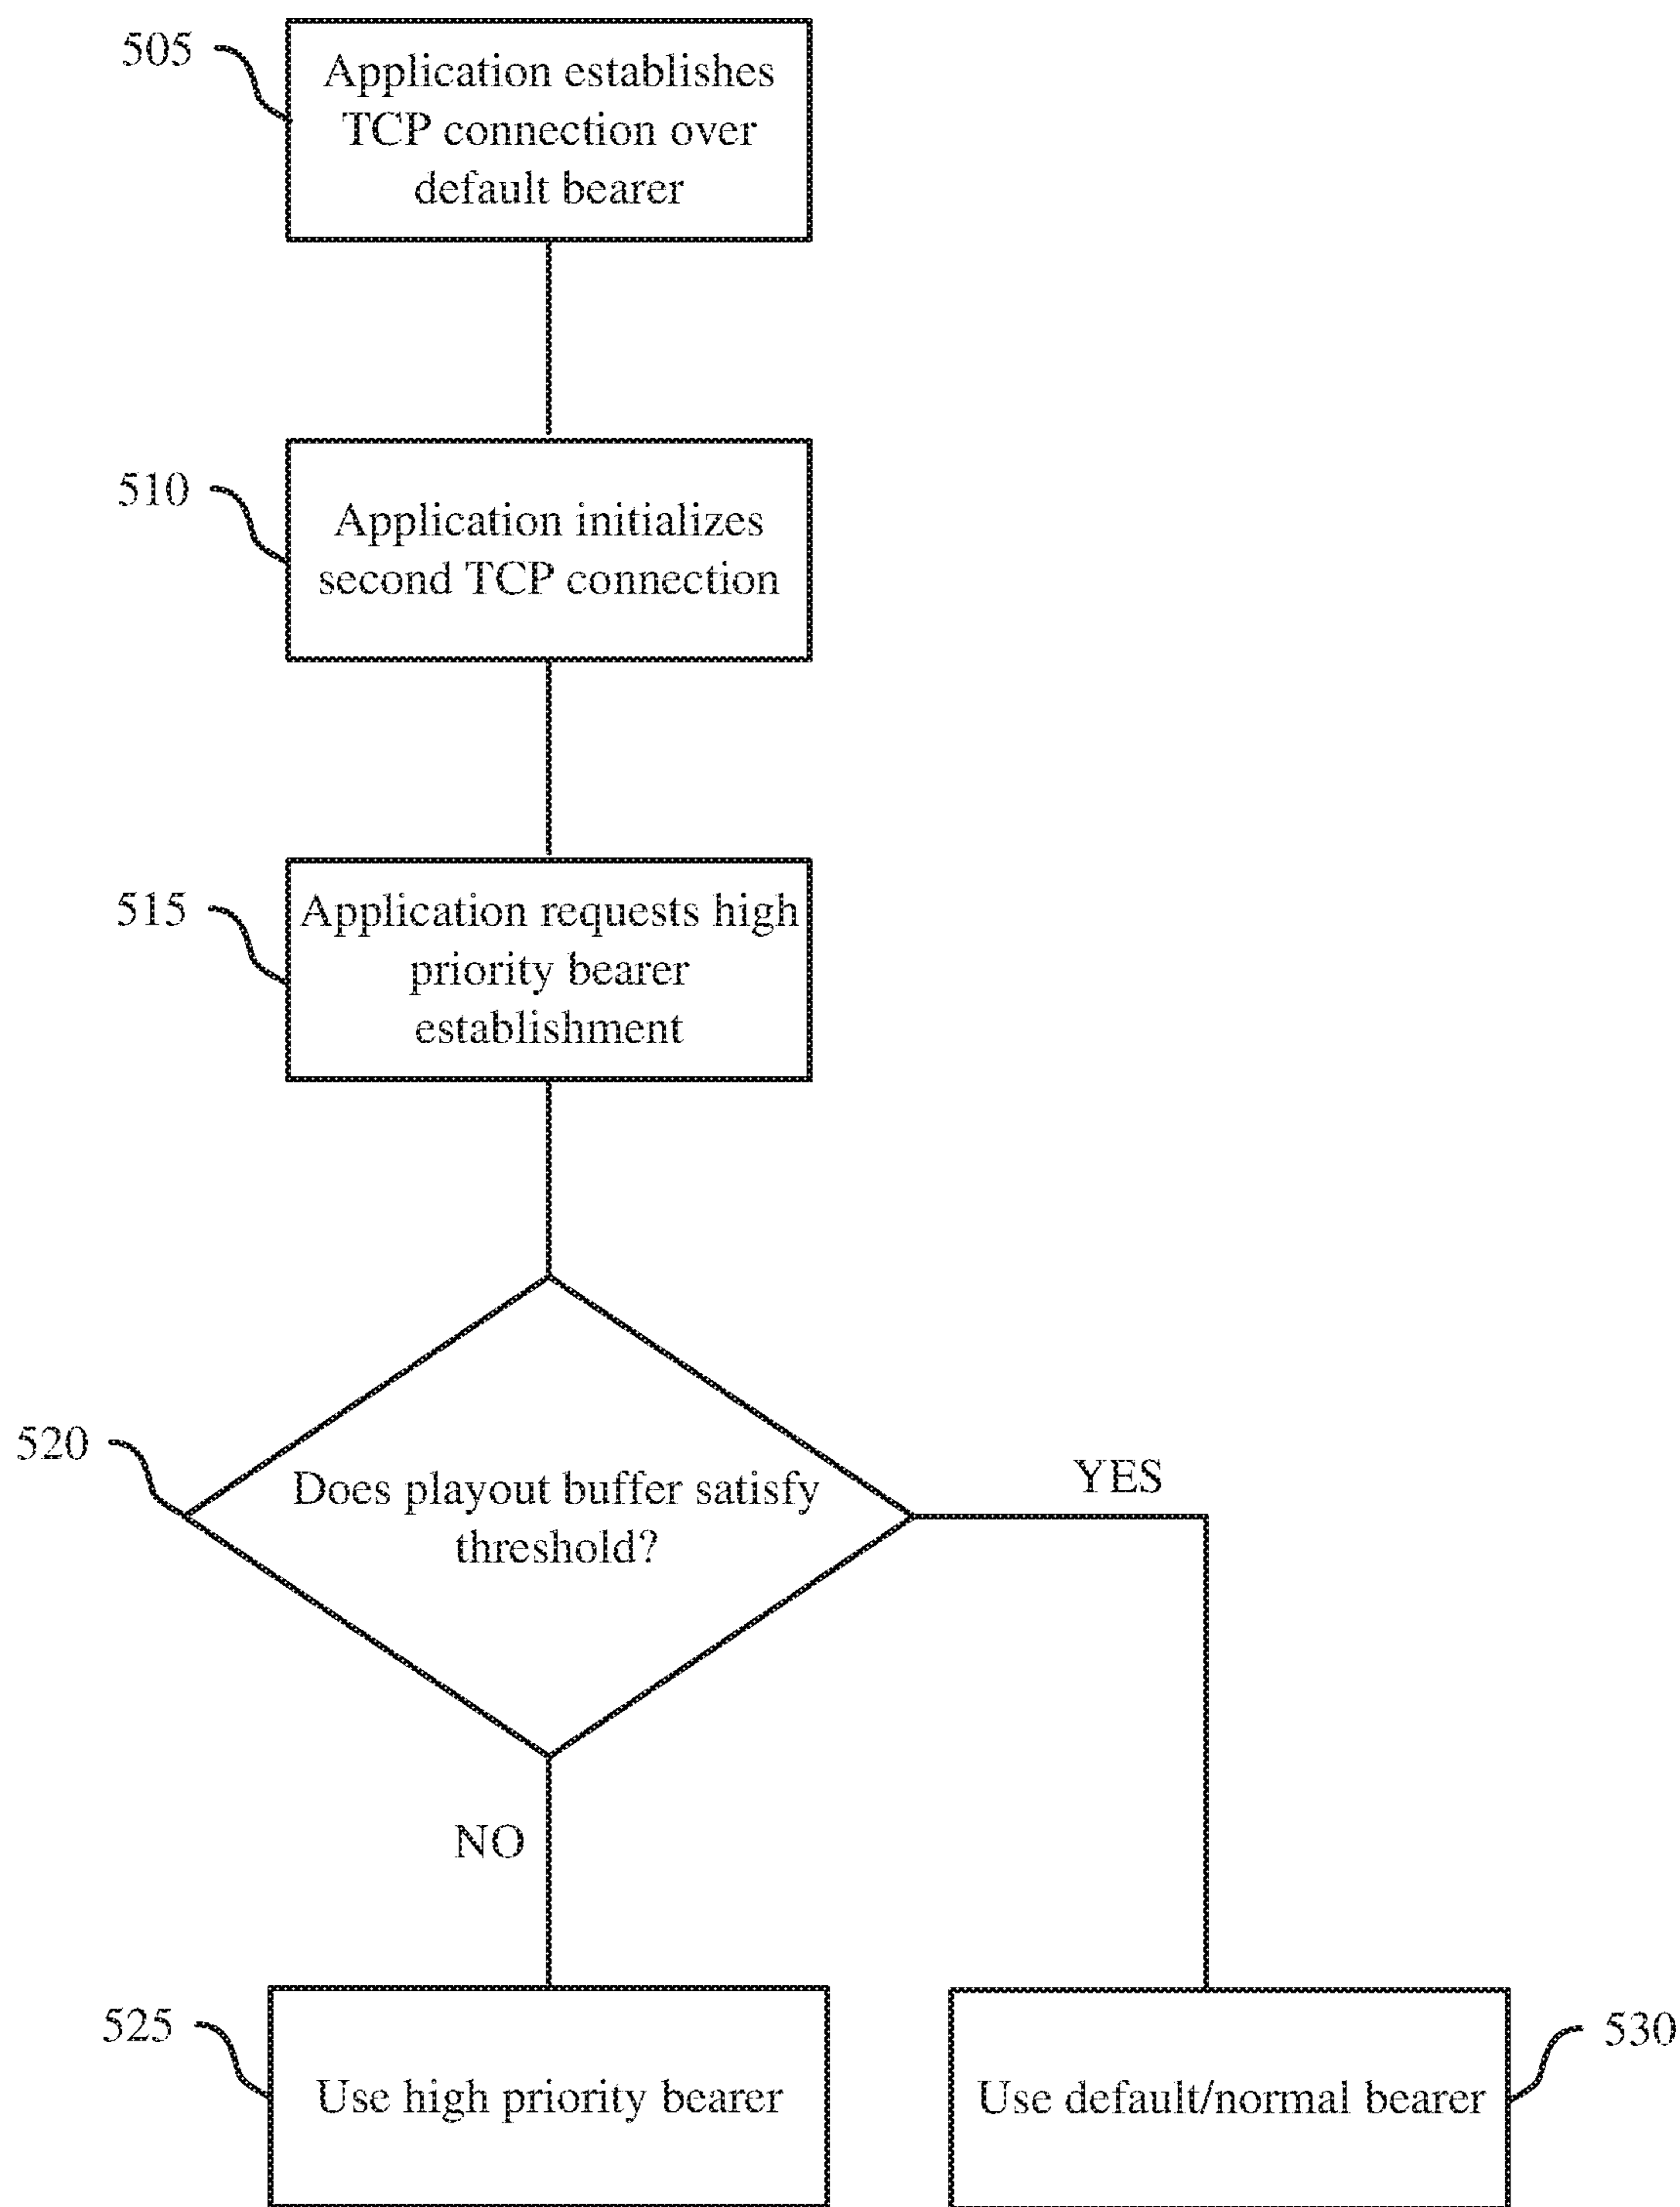 505
Application establishes
TCP connection over
default bearer
510
Application initializes
second TCP connection
515
Application requests high
priority bearer
establishment
520
Does playout buffer satisfy
threshold?
YES
NO
525
Use high priority bearer
Use default/normal bearer
530